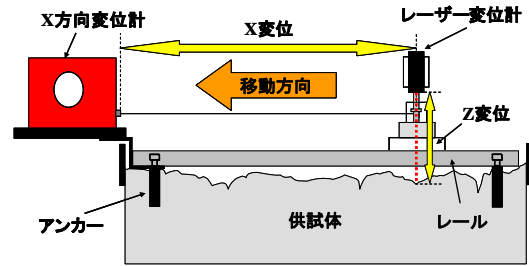 X方向変位計
X変位
レーザー変位計
移動方向
Z変位
アンカー
供試体
レール